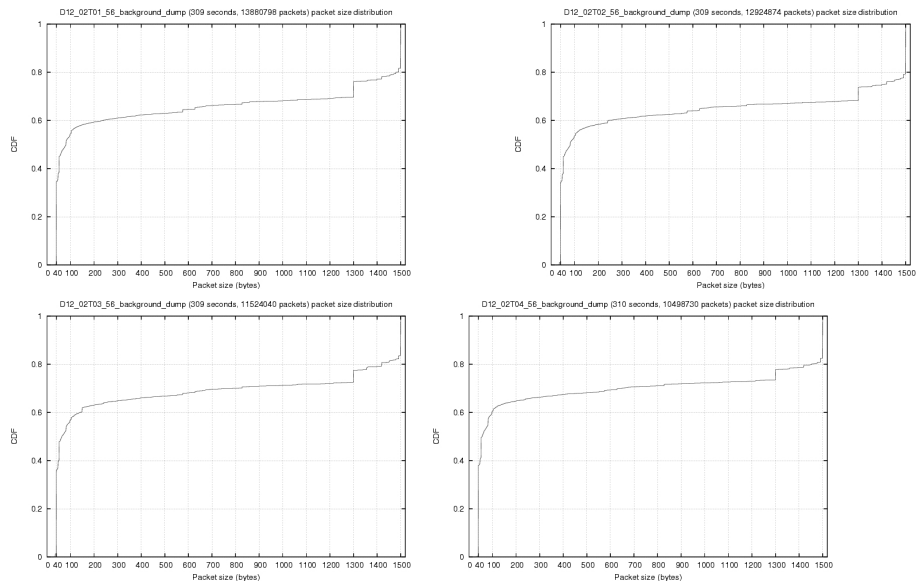 D12_02T01_56_background_dump (309 seconds, 13880798 packets) packet size distribution
1
0.8
0.6
0.4
0.2
0
CDF
0 40 100 200 300 400 500 600 700 800 900 1000 1100 1200 1300 1400 1500
Packet size (bytes)
D12_02T02_56_background_dump (309 seconds, 12924874 packets) packet size distribution
1
0.8
0.6
0.4
0.2
0
CDF
0 40 100 200 300 400 500 600 700 800 900 1000 1100 1200 1300 1400 1500
Packet size (bytes)
D12_02T03_56_background_dump (309 seconds, 11524040 packets) packet size distribution
1
0.8
0.6
0.4
0.2
0
CDF
0 40 100 200 300 400 500 600 700 800 900 1000 1100 1200 1300 1400 1500
Packet size (bytes)
D12_02T04_56_background_dump (310 seconds, 10498730 packets) packet size distribution
1
0.8
0.6
0.4
0.2
0
CDF
0 40 100 200 300 400 500 600 700 800 900 1000 1100 1200 1300 1400 1500
Packet size (bytes)